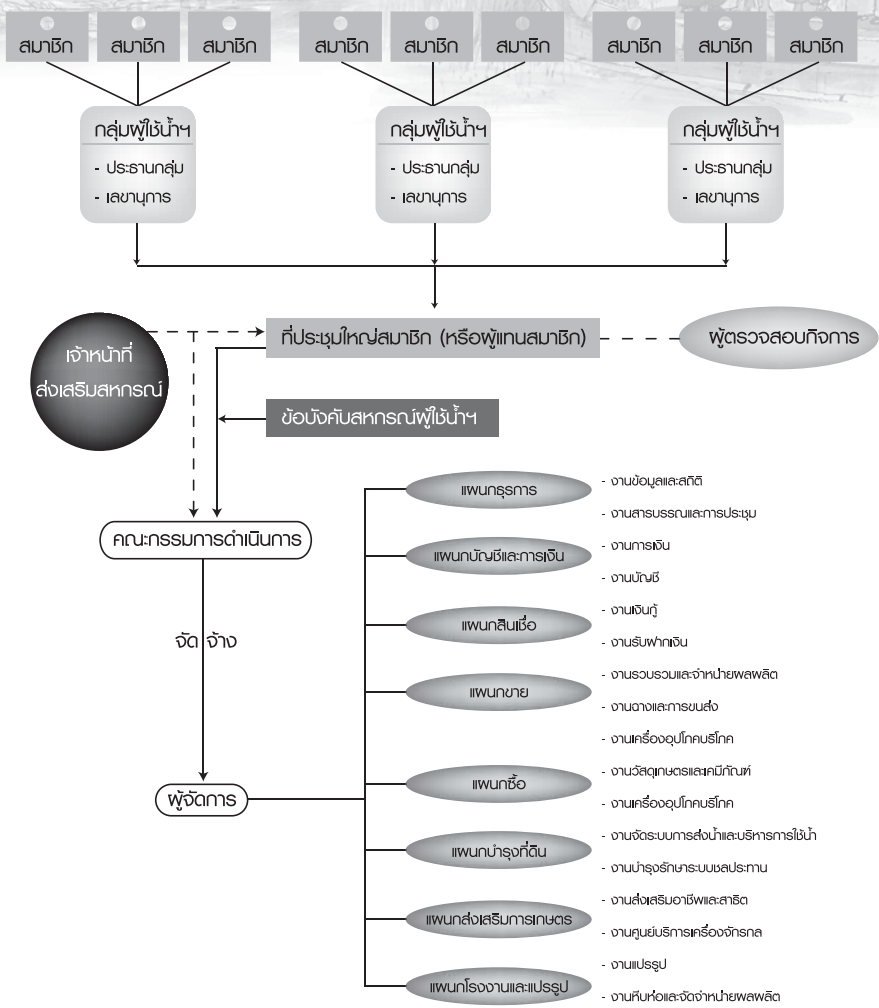 สมาชิก สมาชิก สมาชิก สมาชิก สมาชิก สมาชิก สมาชิก สมาชิก สมาชิก
กลุ่มผู้ใช้น้ำฯ กลุ่มผู้ใช้น้ำฯ กลุ่มผู้ใช้น้ำฯ
- ประธานกลุ่ม - ประธานกลุ่ม - ประธานกลุ่ม
- เลขานุการ - เลขานุการ - เลขานุการ
เจ้าหน้าที่
ส่งเสริมสหกรณ์
ที่ประชุมใหญ่สมาชิก (หรือผู้แทนสมาชิก)
ผู้ตรวจสอบกิจการ
ข้อบังคับสหกรณ์ผู้ใช้น้ำฯ
คณะกรรมการดำเนินการ
จัด จ้าง
ผู้จัดการ
แผนกธุรการ
- งานข้อมูลและสถิติ
- งานสารบรรณและการประชุม
แผนกบัญชีและการเงิน
- งานการเงิน
- งานบัญชี
แผนกสินเชื่อ
- งานเงินกู้
- งานรับฝากเงิน
แผนกขาย
- งานรวบรวมและจำหน่ายผลผลิต
- งานฉางและการขนส่ง
- งานเครื่องอุปโภคบริโภค
แผนกซื้อ
- งานวัสดุเกษตรและเคมีภัณฑ์
- งานเครื่องอุปโภคบริโภค
แผนกบำรุงที่ดิน
- งานจัดระบบการส่งน้ำและบริหารการใช้น้ำ
- งานบำรุงรักษาระบบชลประทาน
แผนกส่งเสริมการเกษตร
- งานส่งเสริมอาชีพและสาธิต
- งานศูนย์บริการเครื่องจักรกล
แผนกโรงงานและแปรรูป
- งานแปรรูป
- งานหีบห่อและจัดจำหน่ายผลผลิต